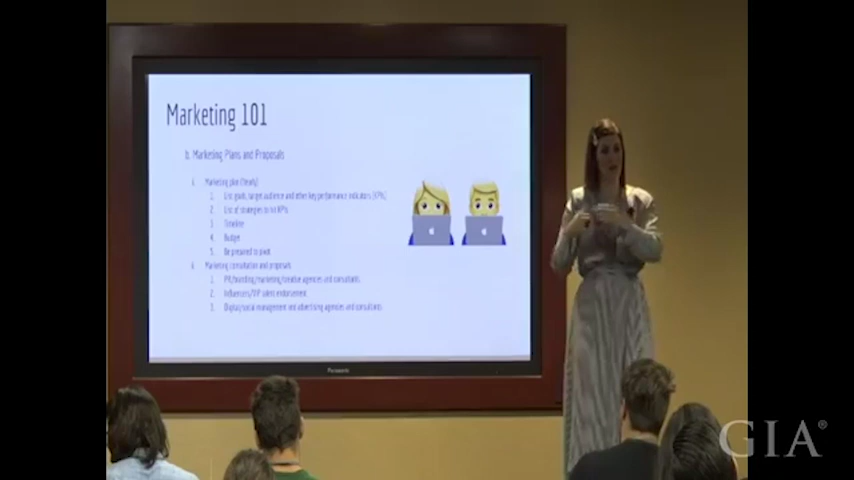 Marketing 101
b. Marketing Plans and Proposals
i. Marketing plan (Yearly)
1. List goals, target audience and other key performance indicators (KPIs)
2. List of strategies to hit KPIs
3. Timeline
4. Budget
5. Be prepared to pivot
ii. Marketing consultation and proposals
1. PR/branding/marketing/creative agencies and consultants
2. Influencers/VIP talent endorsement
3. Digital/social management and advertising agencies and consultants
Panasonic
GIA®